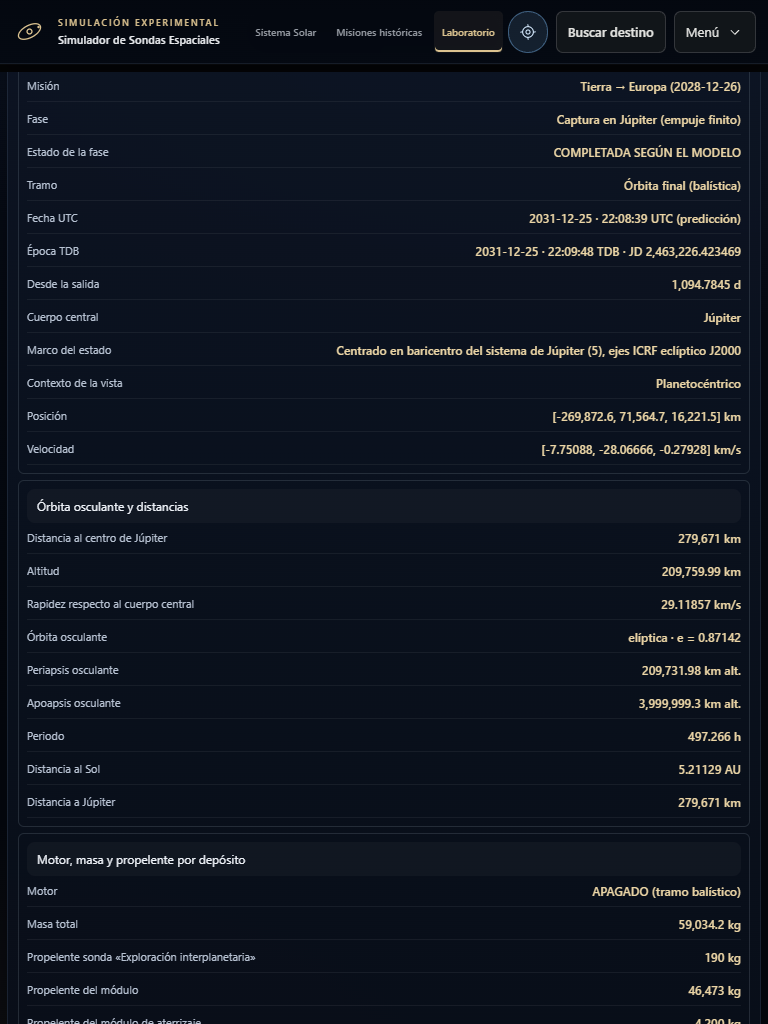 SIMULACIÓN EXPERIMENTAL
Simulador de Sondas Espaciales
Sistema Solar
Misiones históricas
Laboratorio
Buscar destino
Menú
Misión Tierra → Europa (2028-12-26)
Fase Captura en Júpiter (empuje finito)
Estado de la fase COMPLETADA SEGÚN EL MODELO
Tramo Órbita final (balística)
Fecha UTC 2031-12-25 · 22:08:39 UTC (predicción)
Época TDB 2031-12-25 · 22:09:48 TDB · JD 2,463,226.423469
Desde la salida 1,094.7845 d
Cuerpo central Júpiter
Marco del estado Centrado en baricentro del sistema de Júpiter (5), ejes ICRF eclíptico J2000
Contexto de la vista Planetocéntrico
Posición [-269,872.6, 71,564.7, 16,221.5] km
Velocidad [-7.75088, -28.06666, -0.27928] km/s
Órbita osculante y distancias
Distancia al centro de Júpiter 279,671 km
Altitud 209,759.99 km
Rapidez respecto al cuerpo central 29.11857 km/s
Órbita osculante elíptica · e = 0.87142
Periapsis osculante 209,731.98 km alt.
Apoapsis osculante 3,999,999.3 km alt.
Periodo 497.266 h
Distancia al Sol 5.21129 AU
Distancia a Júpiter 279,671 km
Motor, masa y propelente por depósito
Motor APAGADO (tramo balístico)
Masa total 59,034.2 kg
Propelente sonda «Exploración interplanetaria» 190 kg
Propelente del módulo 46,473 kg
Propelente del módulo de aterrizaje 4,200 kg